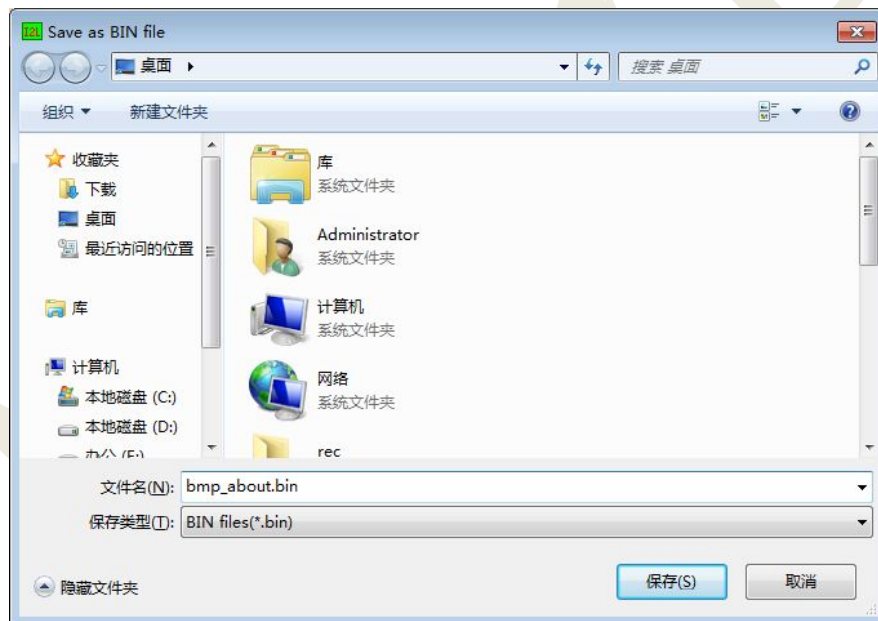 I2L Save as BIN file
桌面
搜索 桌面
组织
新建文件夹
收藏夹
下载
桌面
最近访问的位置
库
计算机
本地磁盘 (C:)
本地磁盘 (D:)
办公 (E:)
库
系统文件夹
Administrator
系统文件夹
计算机
系统文件夹
网络
系统文件夹
rec
文件名(N): bmp_about.bin
保存类型(T): BIN files(*.bin)
隐藏文件夹
保存(S)
取消